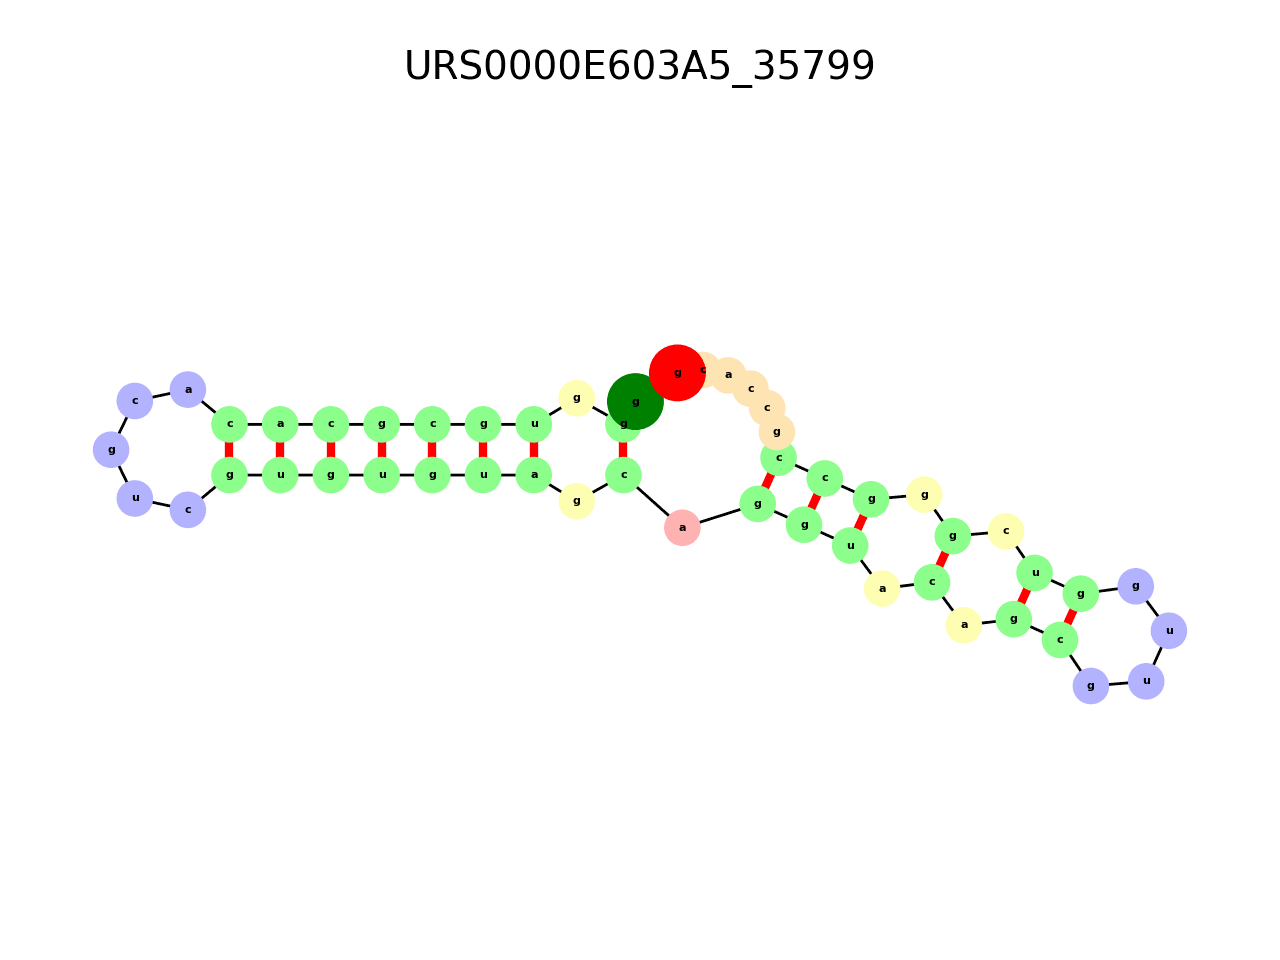 URS0000E603A5_35799
g c a c c g
c a g g
c a c g c g u g
g
g u g u g u a c
u c g
a
c c g g g c u g g u
g g u a c a g c g u